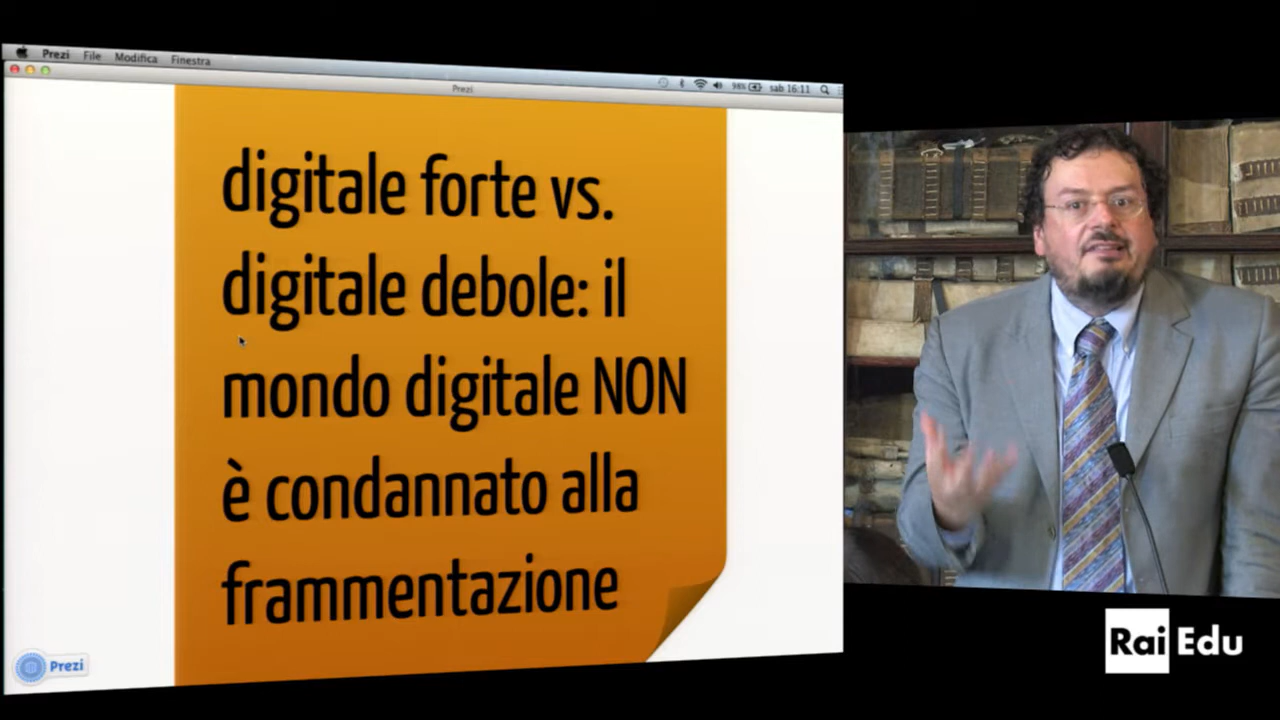 Prezi File Modifica Finestra
98% sab 16:11
Prezi
digitale forte vs.
digitale debole: il
mondo digitale NON
è condannato alla
frammentazione
Prezi
Rai Edu